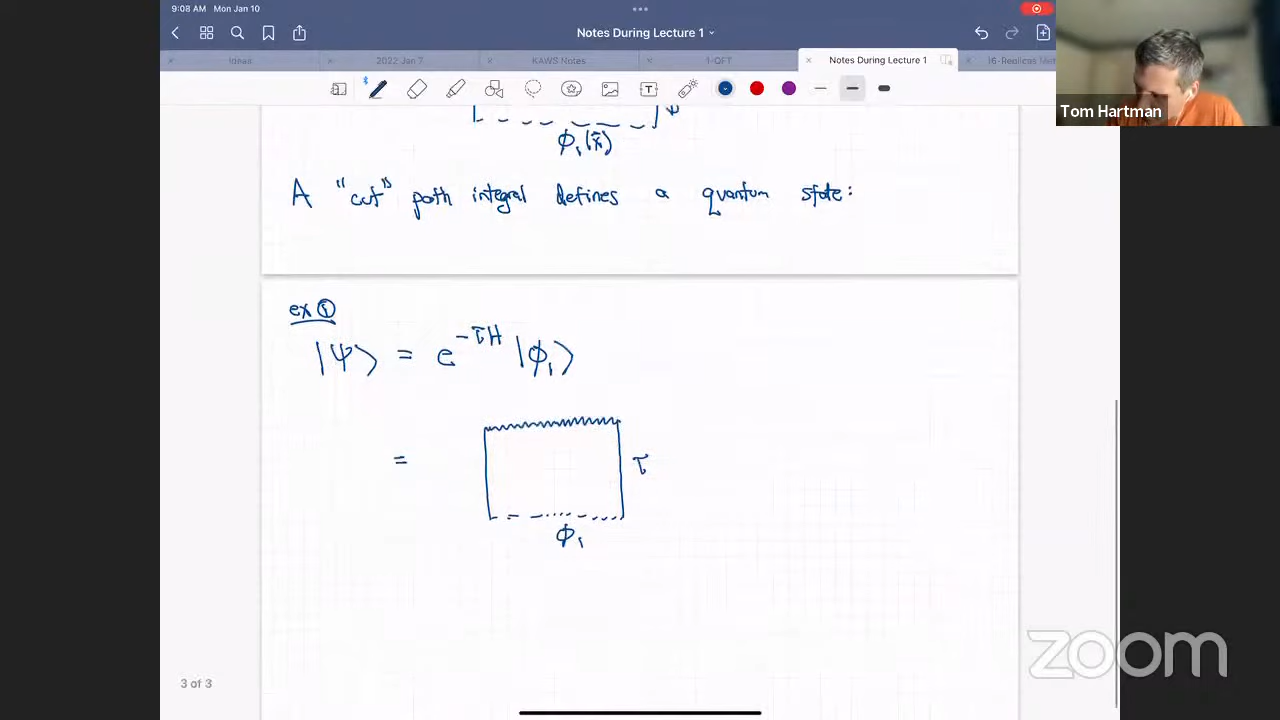 9:08 AM Mon Jan 10
Notes During Lecture 1
Ideas
2022 Jan 7
KAWS Notes
1-QFT
Notes During Lecture 1
Tom Hartman
ϕ₁(x⃗)
A "cut" path integral defines a quantum state:
ex ①
|Ψ⟩ = e^{-τH} |ϕ₁⟩
=
τ
ϕ₁
3 of 3
zoom